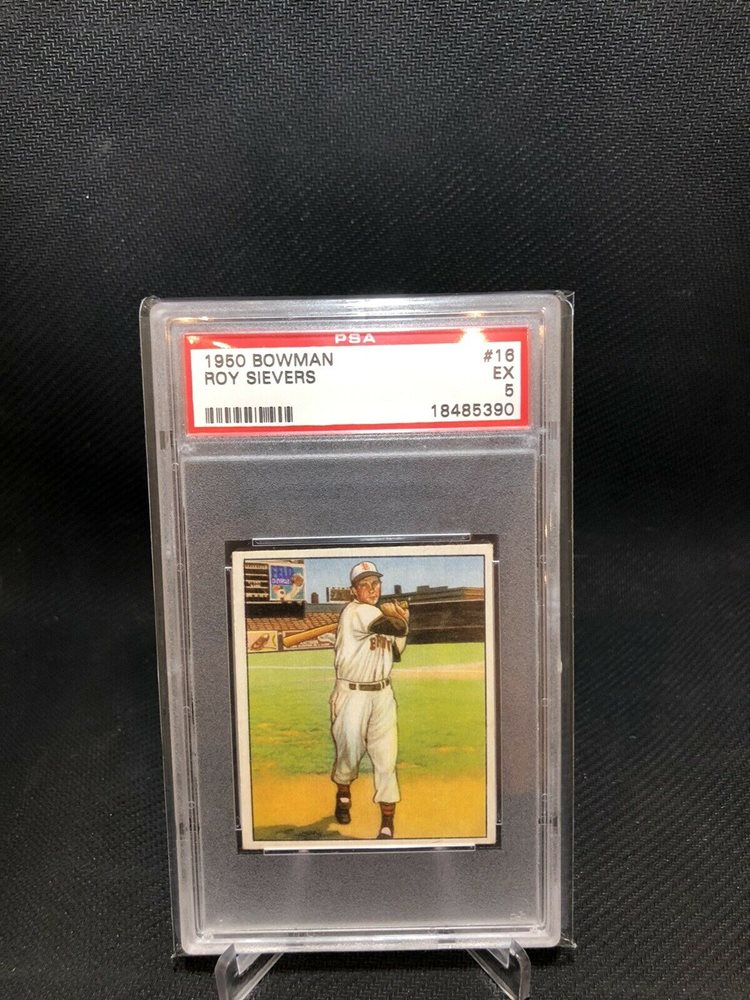 PSA
1950 BOWMAN #16
ROY SIEVERS EX
5
18485390